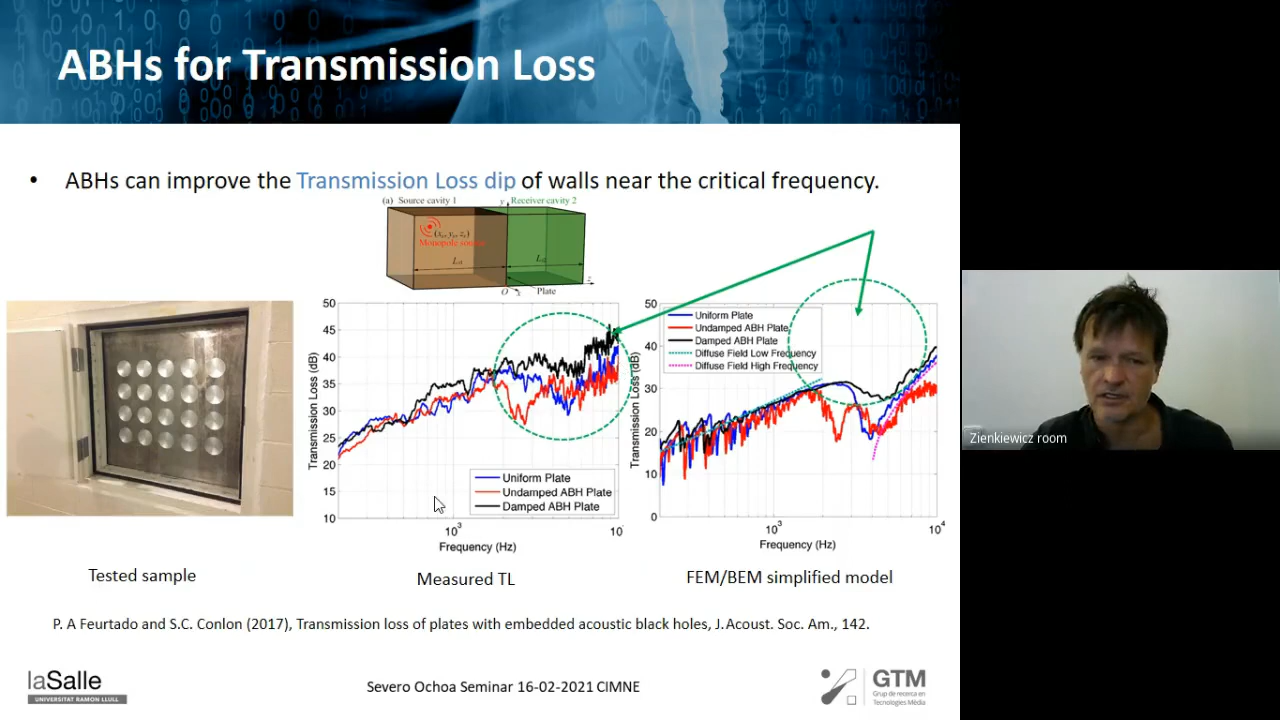 ABHs for Transmission Loss
• ABHs can improve the Transmission Loss dip of walls near the critical frequency.
(a) Source cavity 1
y
Receiver cavity 2
Monopole source
z
O
x
Plate
Transmission Loss (dB)
50
45
40
35
30
25
20
15
10
Uniform Plate
Undamped ABH Plate
Damped ABH Plate
10³
Frequency (Hz)
Transmission Loss (dB)
50
40
30
20
10
0
Uniform Plate
Undamped ABH Plate
Damped ABH Plate
Diffuse Field Low Frequency
Diffuse Field High Frequency
10³
10⁴
Frequency (Hz)
Tested sample
Measured TL
FEM/BEM simplified model
P. A Feurtado and S.C. Conlon (2017), Transmission loss of plates with embedded acoustic black holes, J.Acoust. Soc. Am., 142.
laSalle
UNIVERSITAT RAMON LLULL
Severo Ochoa Seminar 16-02-2021 CIMNE
GTM
Grup de recerca en
Tecnologies Mèdia
Zienkiewicz room